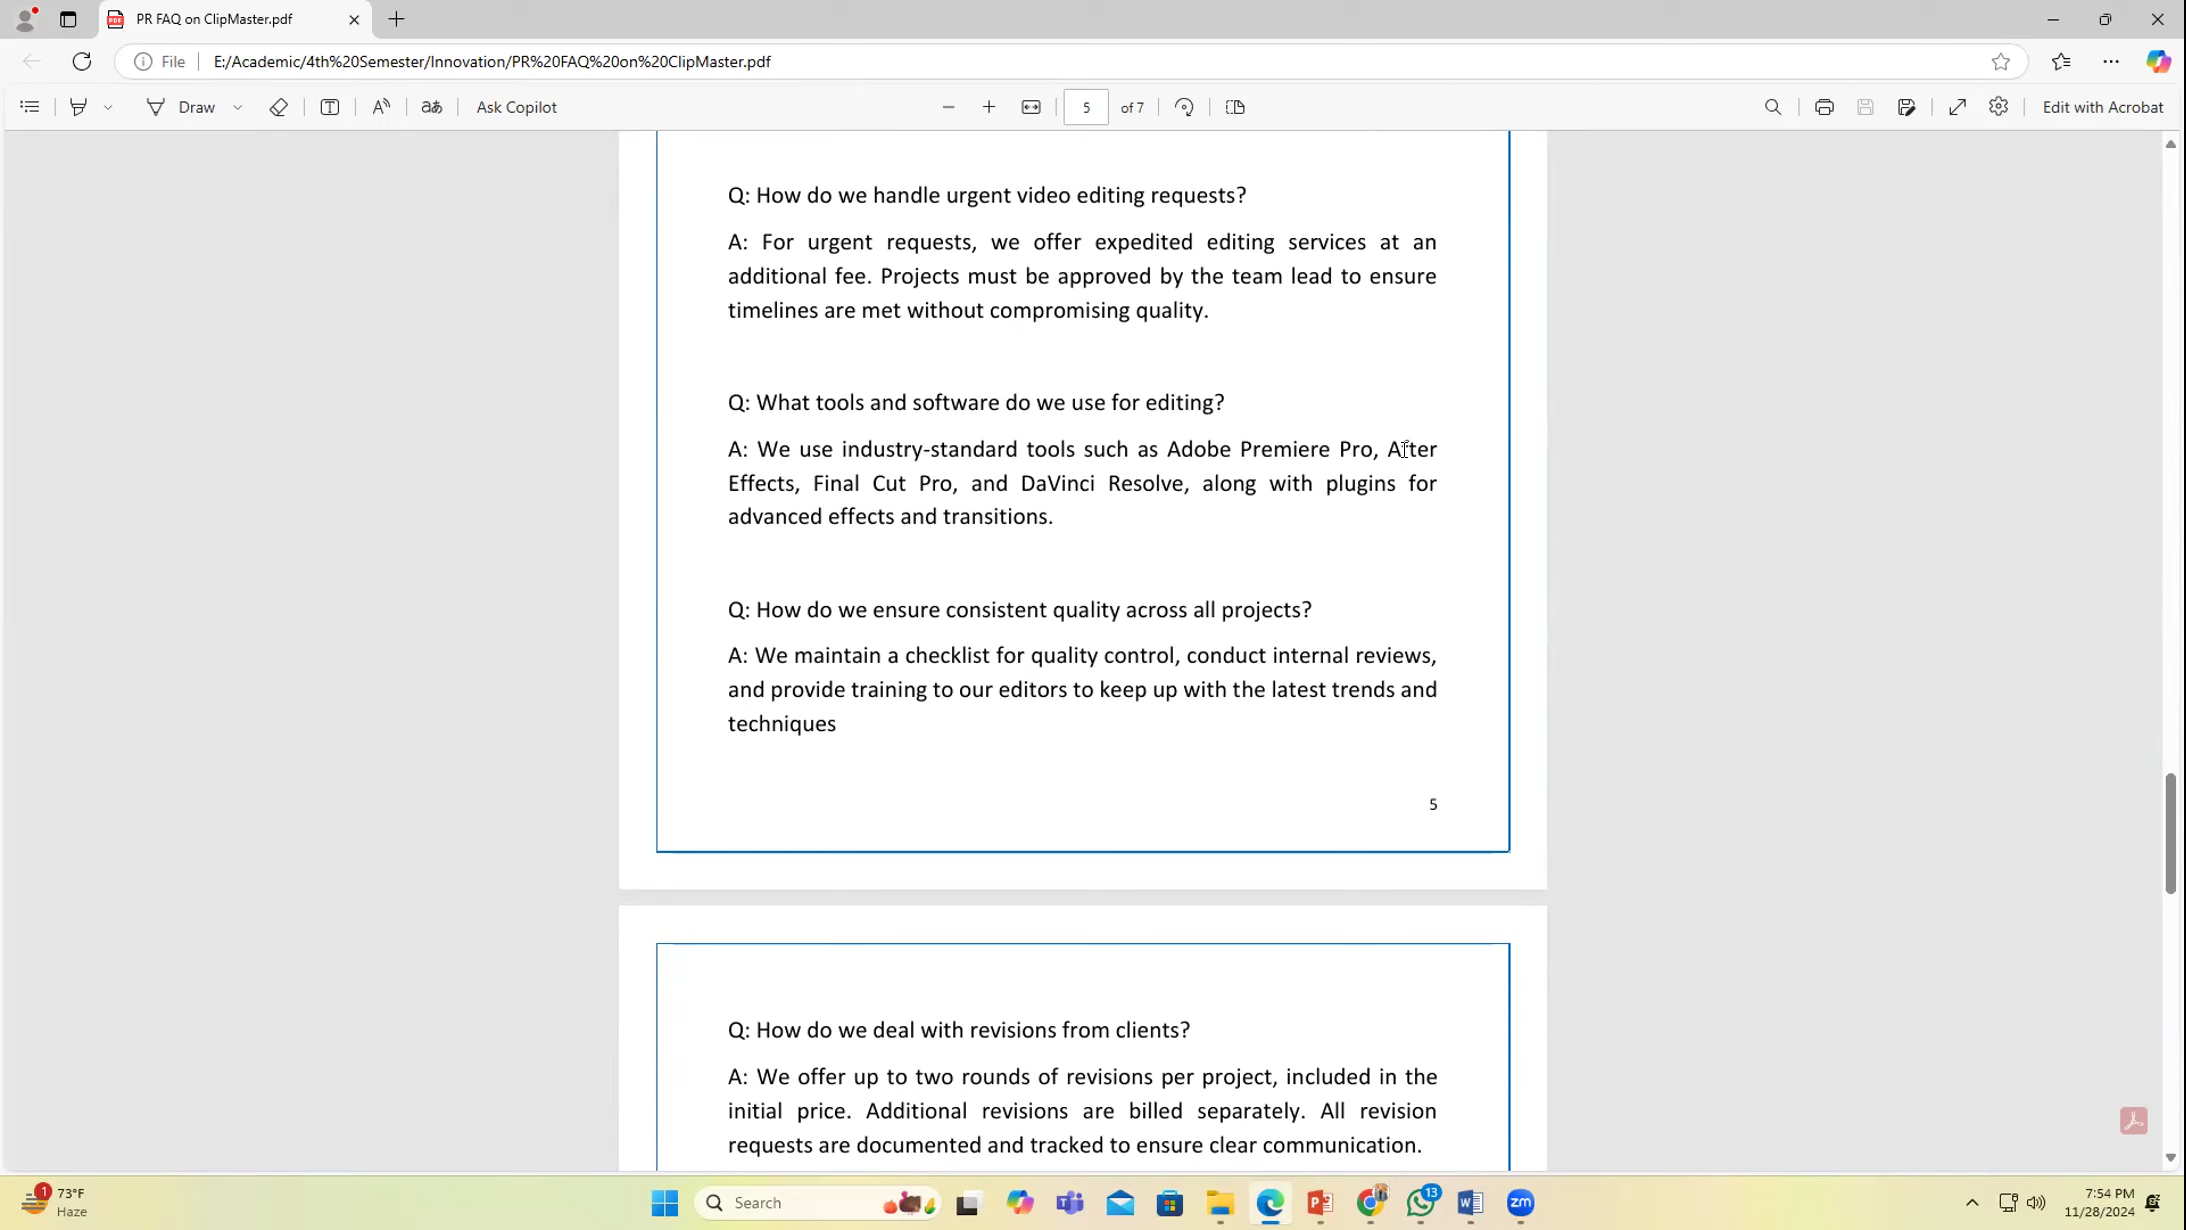 PR FAQ on ClipMaster.pdf
File
E:/Academic/4th%20Semester/Innovation/PR%20FAQ%20on%20ClipMaster.pdf
Draw
aあ
Ask Copilot
5
of 7
Edit with Acrobat
Q: How do we handle urgent video editing requests?
A: For urgent requests, we offer expedited editing services at an
additional fee. Projects must be approved by the team lead to ensure
timelines are met without compromising quality.
Q: What tools and software do we use for editing?
A: We use industry-standard tools such as Adobe Premiere Pro, After
Effects, Final Cut Pro, and DaVinci Resolve, along with plugins for
advanced effects and transitions.
Q: How do we ensure consistent quality across all projects?
A: We maintain a checklist for quality control, conduct internal reviews,
and provide training to our editors to keep up with the latest trends and
techniques
5
Q: How do we deal with revisions from clients?
A: We offer up to two rounds of revisions per project, included in the
initial price. Additional revisions are billed separately. All revision
requests are documented and tracked to ensure clear communication.
1
73°F
Haze
Search
13
zm
7:54 PM
11/28/2024